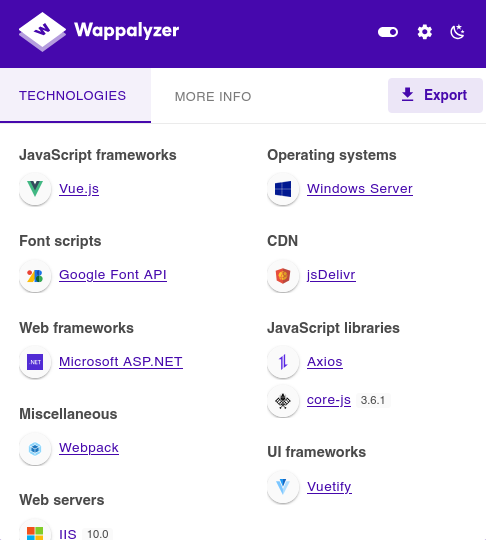 Wappalyzer
TECHNOLOGIES
MORE INFO
Export
JavaScript frameworks
Vue.js
Font scripts
Google Font API
Web frameworks
.NET
Microsoft ASP.NET
Miscellaneous
Webpack
Web servers
IIS 10.0
Operating systems
Windows Server
CDN
jsDelivr
JavaScript libraries
Axios
core-js 3.6.1
UI frameworks
Vuetify